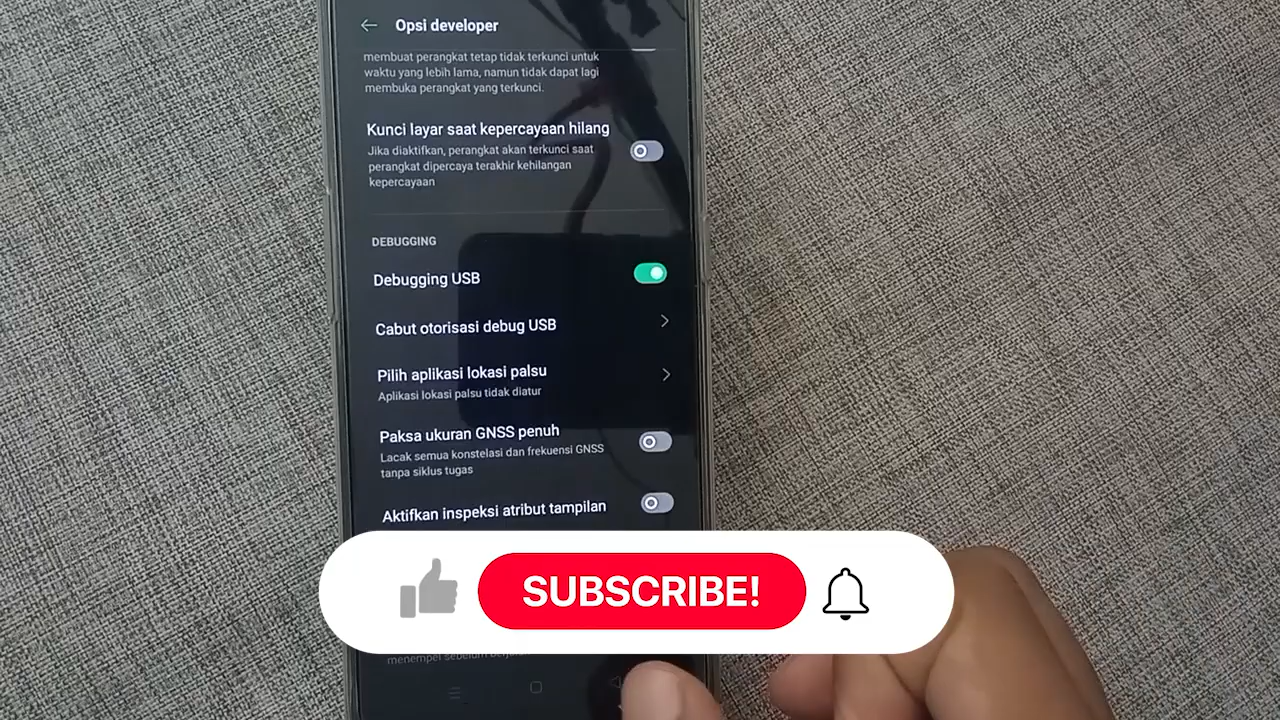 Opsi developer
membuat perangkat tetap tidak terkunci untuk
waktu yang lebih lama, namun tidak dapat lagi
membuka perangkat yang terkunci.
Kunci layar saat kepercayaan hilang
Jika diaktifkan, perangkat akan terkunci saat
perangkat dipercaya terakhir kehilangan
kepercayaan
DEBUGGING
Debugging USB
Cabut otorisasi debug USB
Pilih aplikasi lokasi palsu
Aplikasi lokasi palsu tidak diatur
Paksa ukuran GNSS penuh
Lacak semua konstelasi dan frekuensi GNSS
tanpa siklus tugas
Aktifkan inspeksi atribut tampilan
SUBSCRIBE!
menempel sebelum